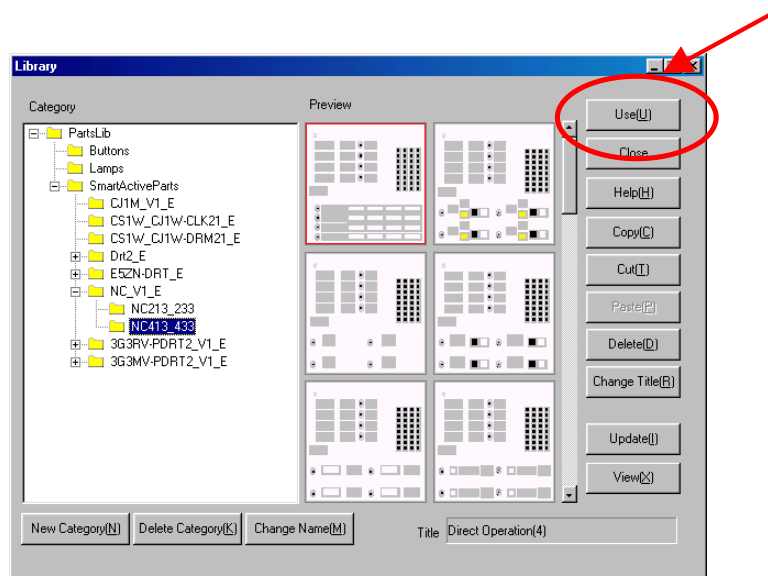 Library
Category
Preview
PartsLib
Buttons
Lamps
SmartActiveParts
CJ1M_V1_E
CS1W_CJ1W-CLK21_E
CS1W_CJ1W-DRM21_E
Drt2_E
E5ZN-DRT_E
NC_V1_E
NC213_233
NC413_433
3G3RV-PDRT2_V1_E
3G3MV-PDRT2_V1_E
Use(U)
Close
Help(H)
Copy(C)
Cut(T)
Paste(P)
Delete(D)
Change Title(R)
Update(I)
View(X)
New Category(N) Delete Category(K) Change Name(M)
Title Direct Operation(4)